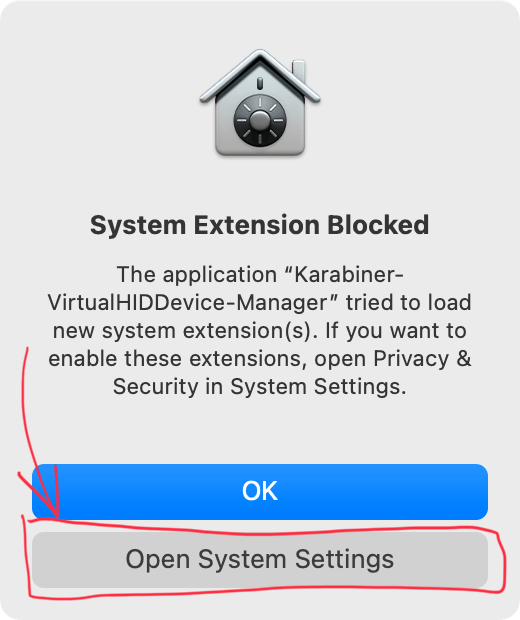 System Extension Blocked
The application “Karabiner-
VirtualHIDDevice-Manager” tried to load
new system extension(s). If you want to
enable these extensions, open Privacy &
Security in System Settings.
OK
Open System Settings